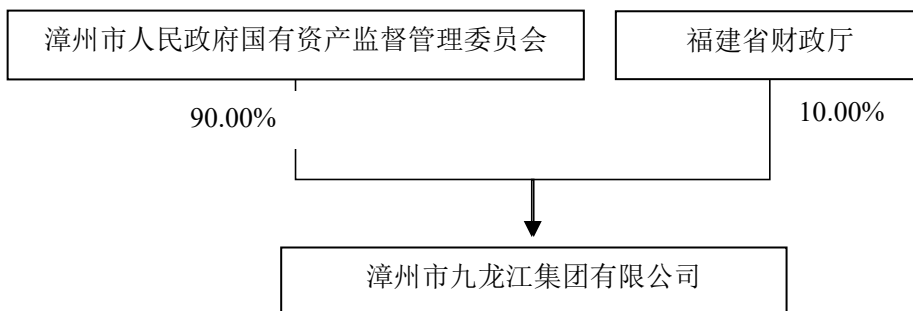 漳州市人民政府国有资产监督管理委员会
福建省财政厅
90.00%
10.00%
漳州市九龙江集团有限公司